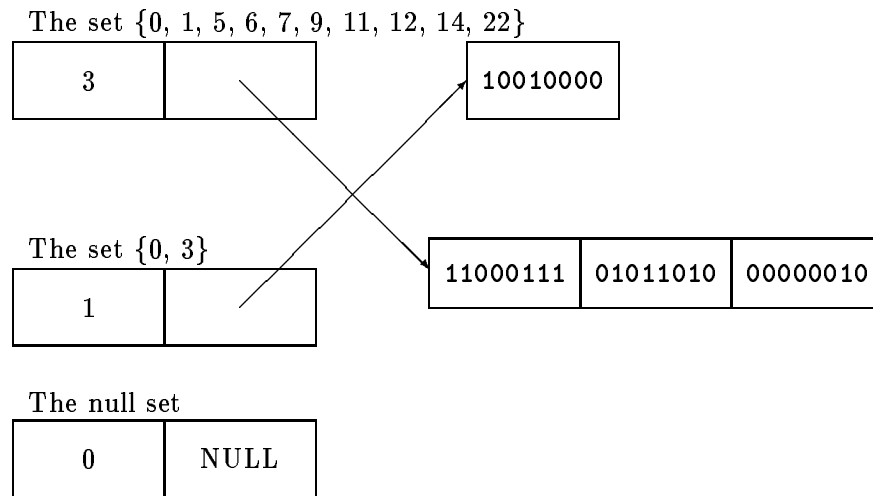 The set {0, 1, 5, 6, 7, 9, 11, 12, 14, 22}
3
10010000
The set {0, 3}
11000111 01011010 00000010
1
The null set
0 NULL